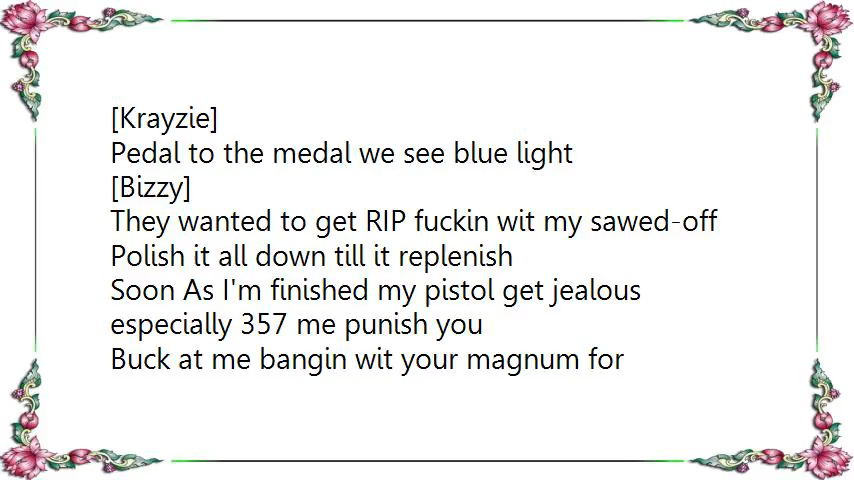 [Krayzie]
Pedal to the medal we see blue light
[Bizzy]
They wanted to get RIP fuckin wit my sawed-off
Polish it all down till it replenish
Soon As I'm finished my pistol get jealous
especially 357 me punish you
Buck at me bangin wit your magnum for